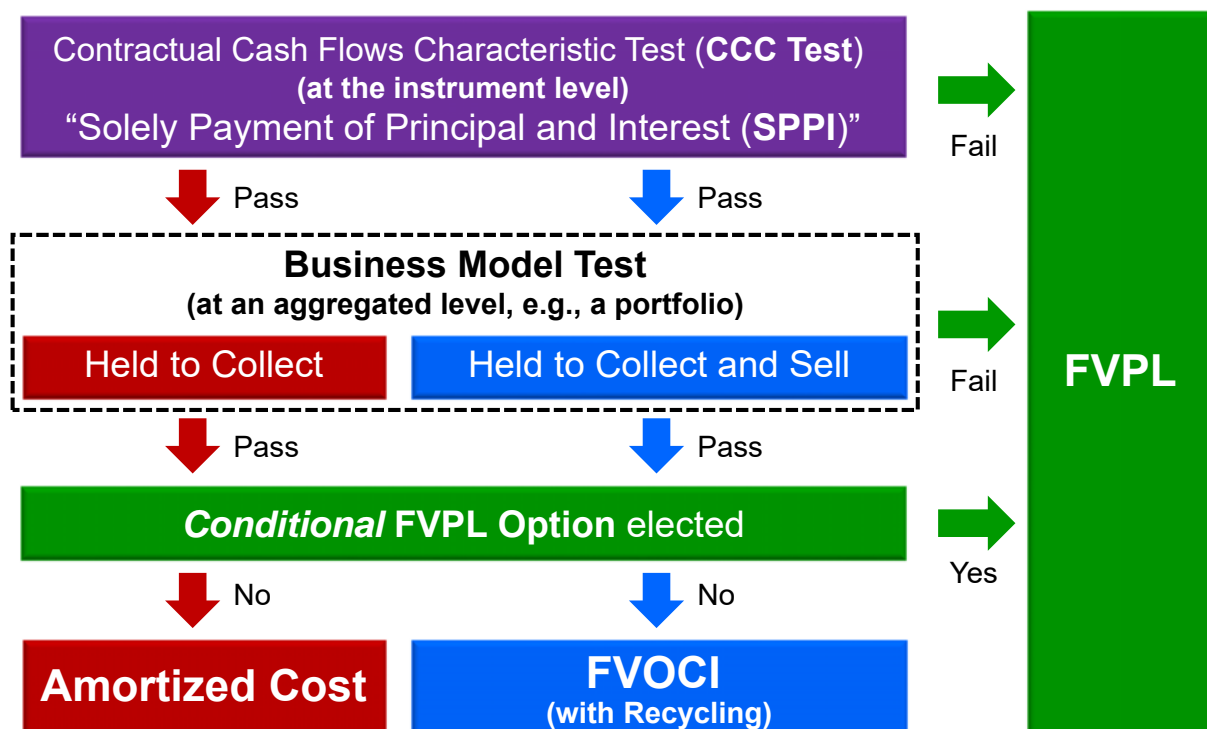 Contractual Cash Flows Characteristic Test (CCC Test)
(at the instrument level)
“Solely Payment of Principal and Interest (SPPI)”
Fail
Pass
Pass
Business Model Test
(at an aggregated level, e.g., a portfolio)
Held to Collect
Held to Collect and Sell
Fail
FVPL
Pass
Pass
Conditional FVPL Option elected
Yes
No
No
Amortized Cost
FVOCI
(with Recycling)